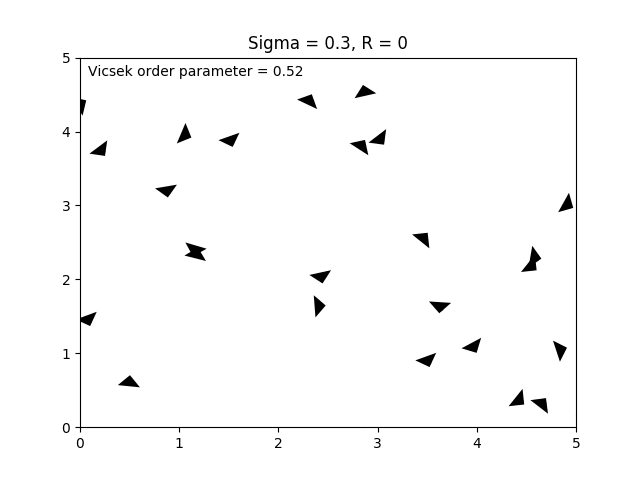 Sigma = 0.3, R = 0
Vicsek order parameter = 0.52
5
4
3
2
1
0
0 1 2 3 4 5